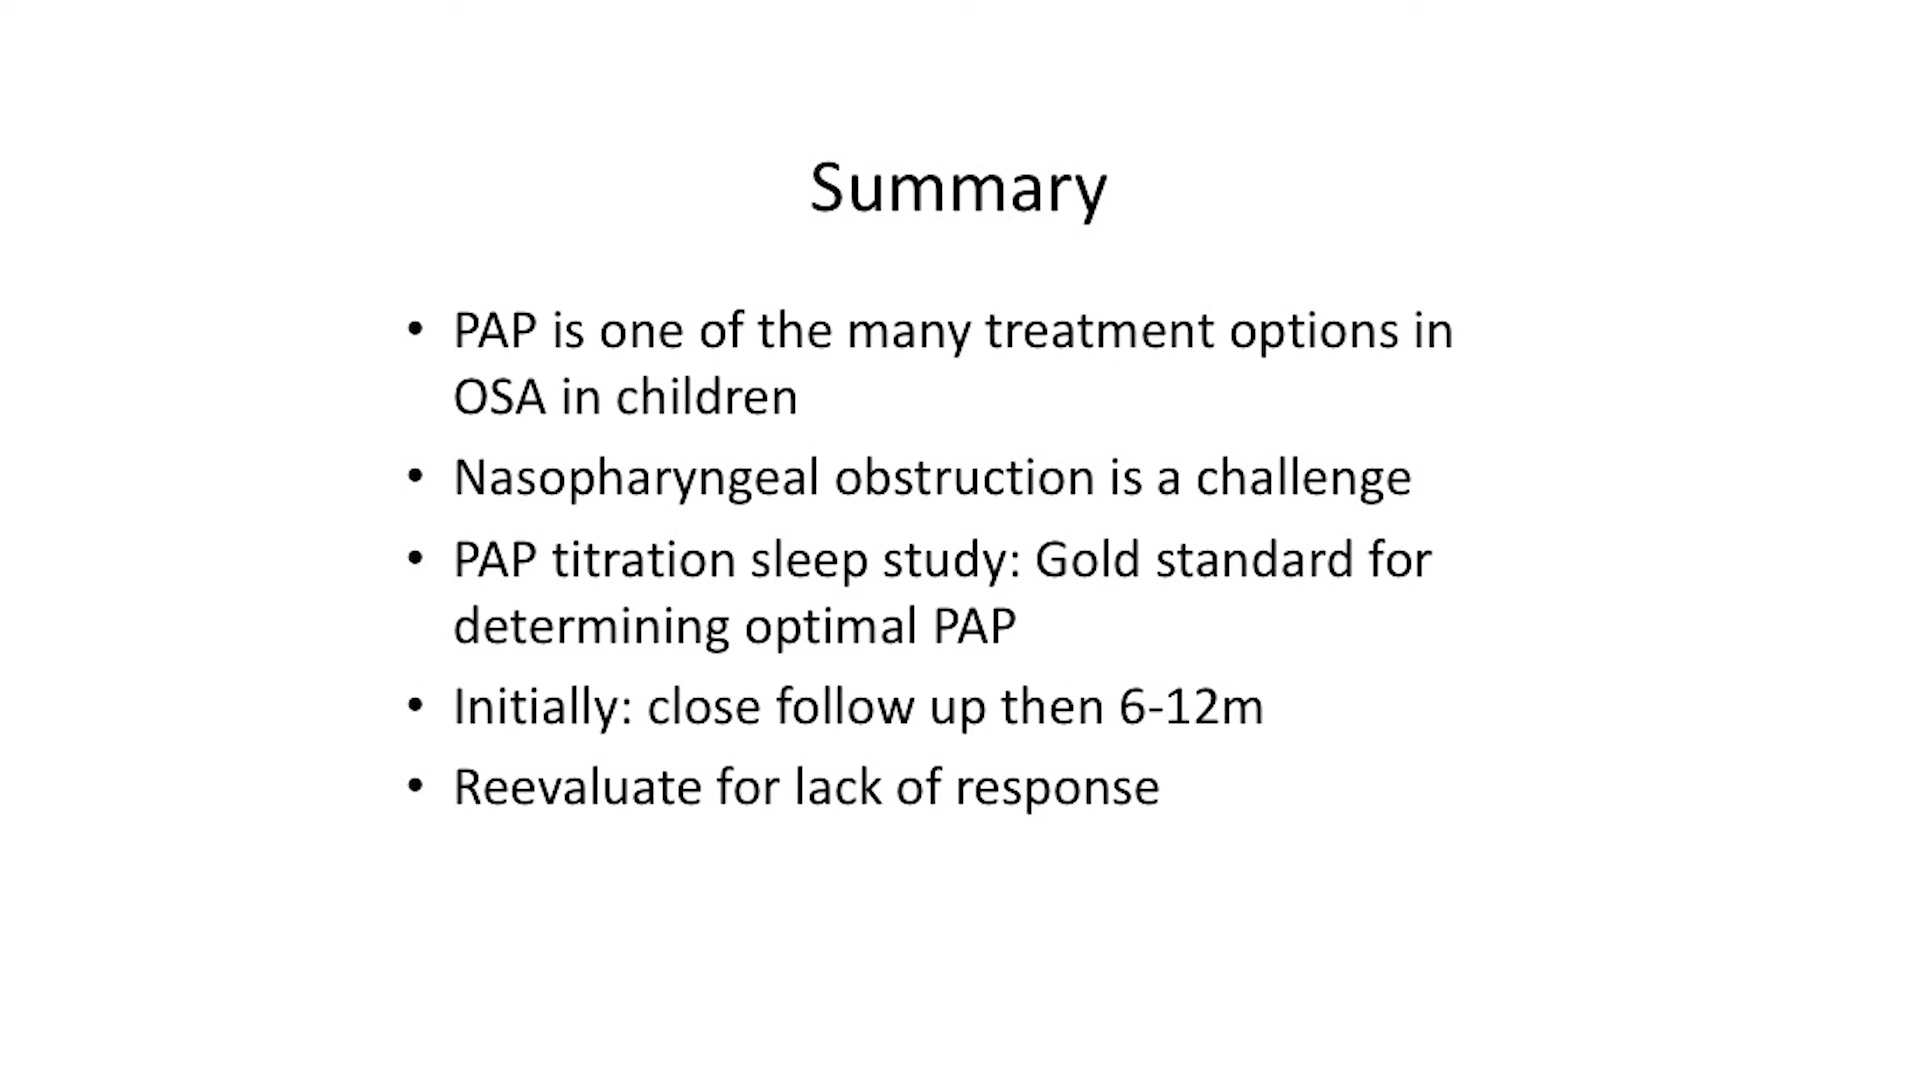 Summary
• PAP is one of the many treatment options in
OSA in children
• Nasopharyngeal obstruction is a challenge
• PAP titration sleep study: Gold standard for
determining optimal PAP
• Initially: close follow up then 6-12m
• Reevaluate for lack of response